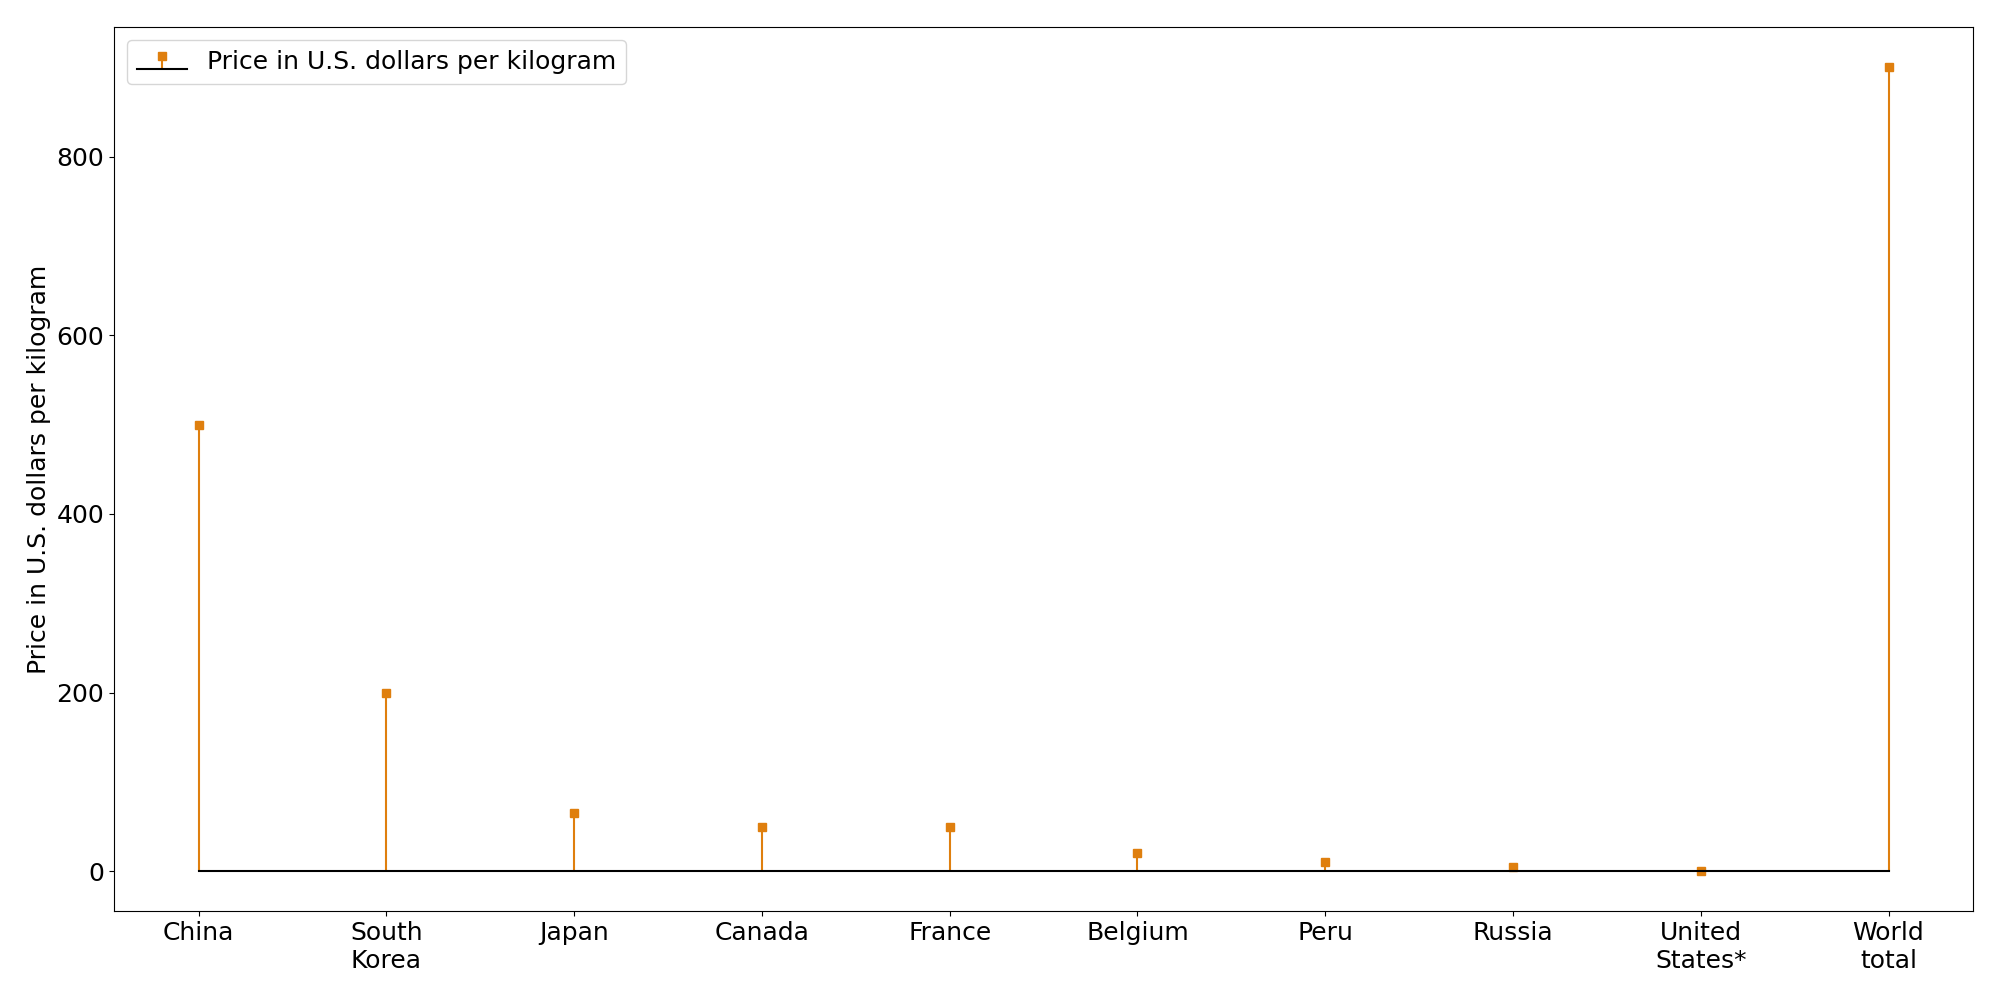 Price in U.S. dollars per kilogram
Price in U.S. dollars per kilogram
800
600
400
200
0
China
South
Korea
Japan
Canada
France
Belgium
Peru
Russia
United
States*
World
total